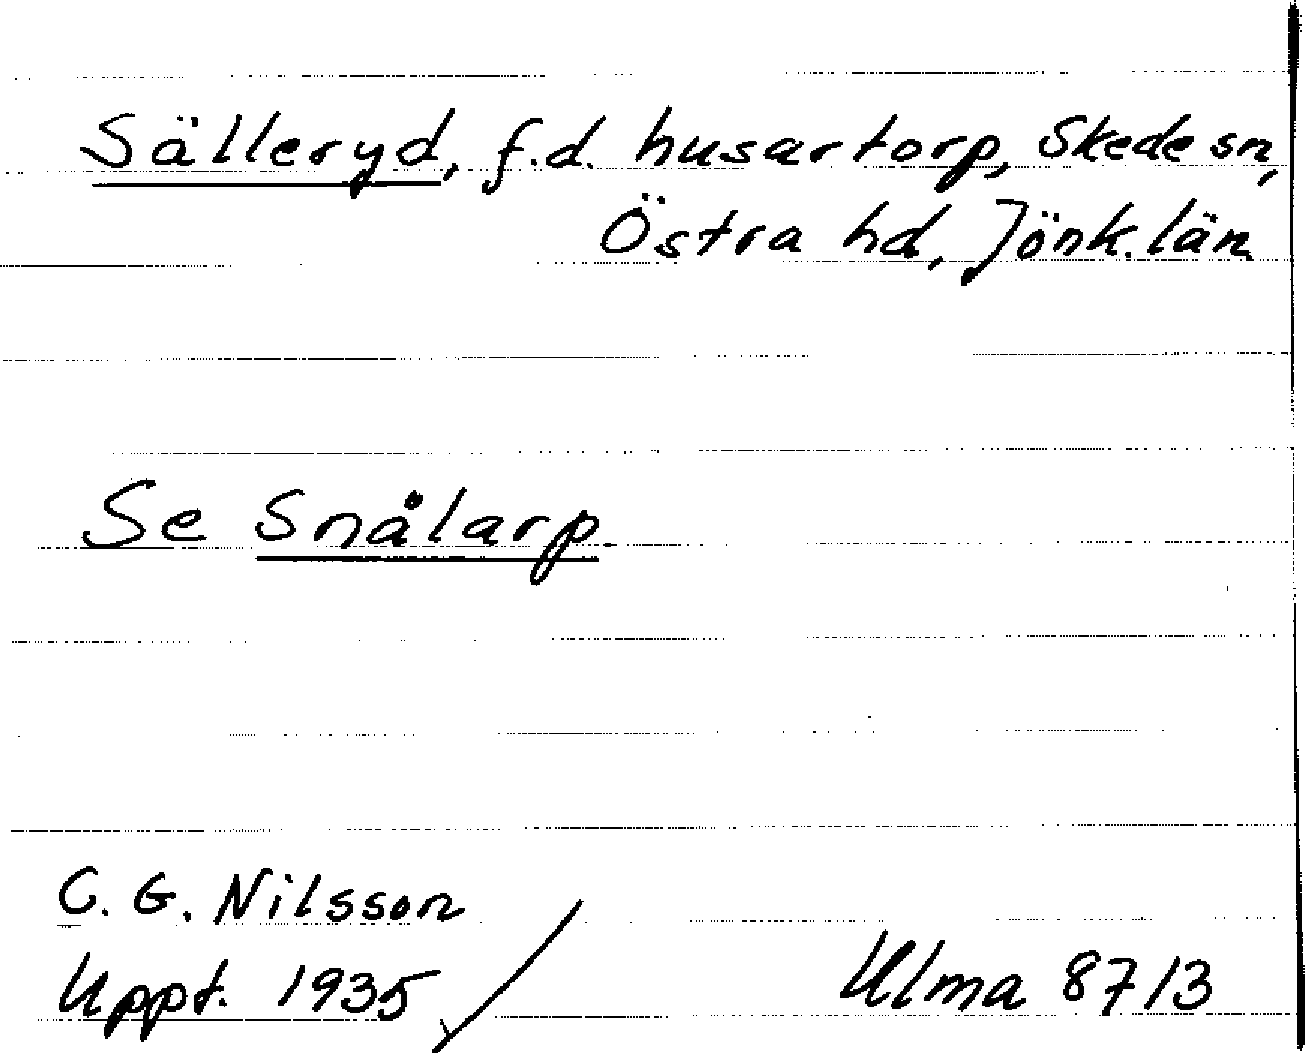 Sälleryd, f.d. husartorp, Skede sn,
Östra hd, Jönk. län
Se Snålarp.
C. G. Nilsson
Uppt. 1935
Ulma 8713